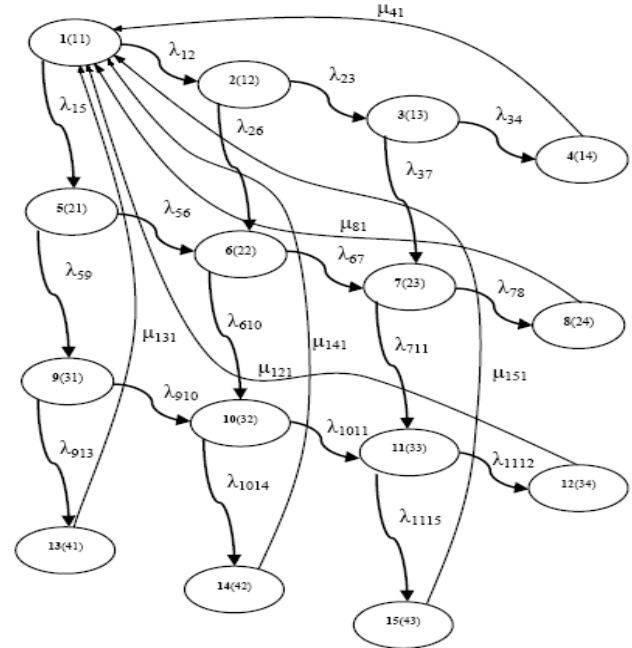 μ41
1(11)
λ12
2(12)
λ23
3(13)
λ34
4(14)
λ15
λ26
λ37
5(21)
λ56
μ81
6(22)
λ67
7(23)
λ78
8(24)
λ59
λ610
μ131
μ141
μ121
λ711
μ151
9(31)
λ910
10(32)
λ1011
11(33)
λ1112
12(34)
λ913
λ1014
λ1115
13(41)
14(42)
15(43)